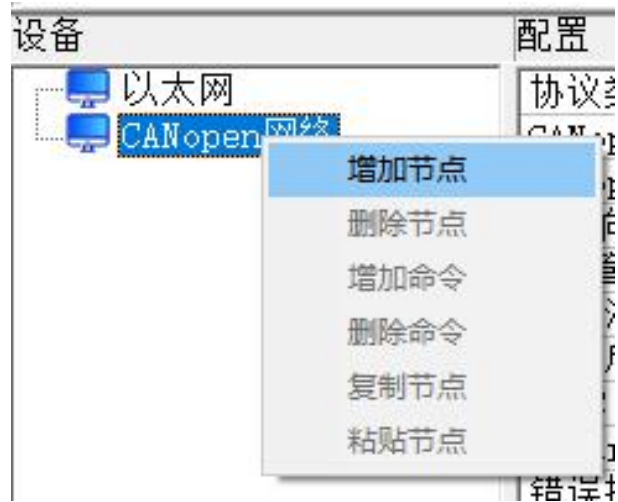 设备
配置
以太网
协议
CANopen网络
增加节点
删除节点
增加命令
删除命令
复制节点
粘贴节点
错误